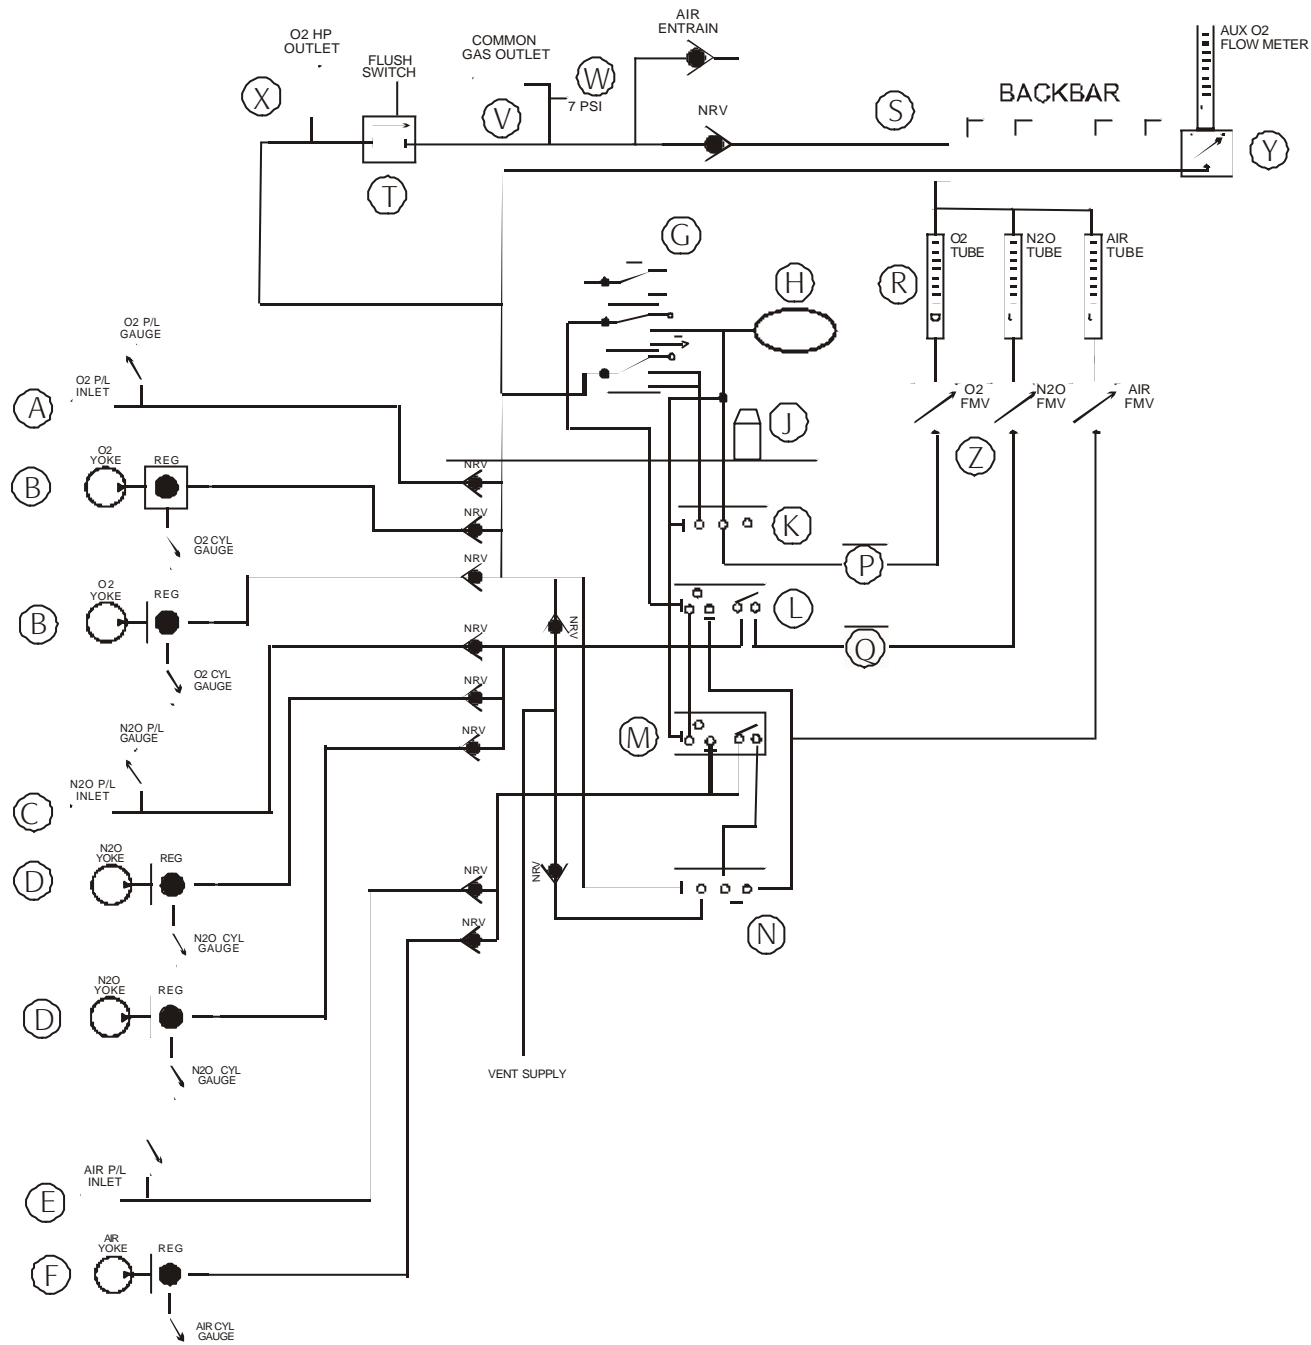 O2 HP
OUTLET
FLUSH
SWITCH
COMMON
GAS OUTLET
AIR
ENTRAIN
AUX O2
FLOW METER
X
W
7 PSI
V
NRV
S
BACKBAR
Y
T
G
H
R
O2
TUBE
N2O
TUBE
AIR
TUBE
O2 P/L
GAUGE
O2 P/L
INLET
A
O2
FMV
N2O
FMV
AIR
FMV
J
Z
O2
YOKE
REG
B
NRV
NRV
K
O2 CYL
GAUGE
NRV
P
O2
YOKE
REG
B
L
NRV
NRV
Q
O2 CYL
GAUGE
NRV
N2O P/L
GAUGE
NRV
M
N2O P/L
INLET
C
N2O
YOKE
REG
D
NRV
NRV
NRV
N
N2O CYL
GAUGE
N2O
YOKE
REG
D
N2O CYL
GAUGE
VENT SUPPLY
AIR P/L
INLET
E
AIR
YOKE
REG
F
AIR CYL
GAUGE